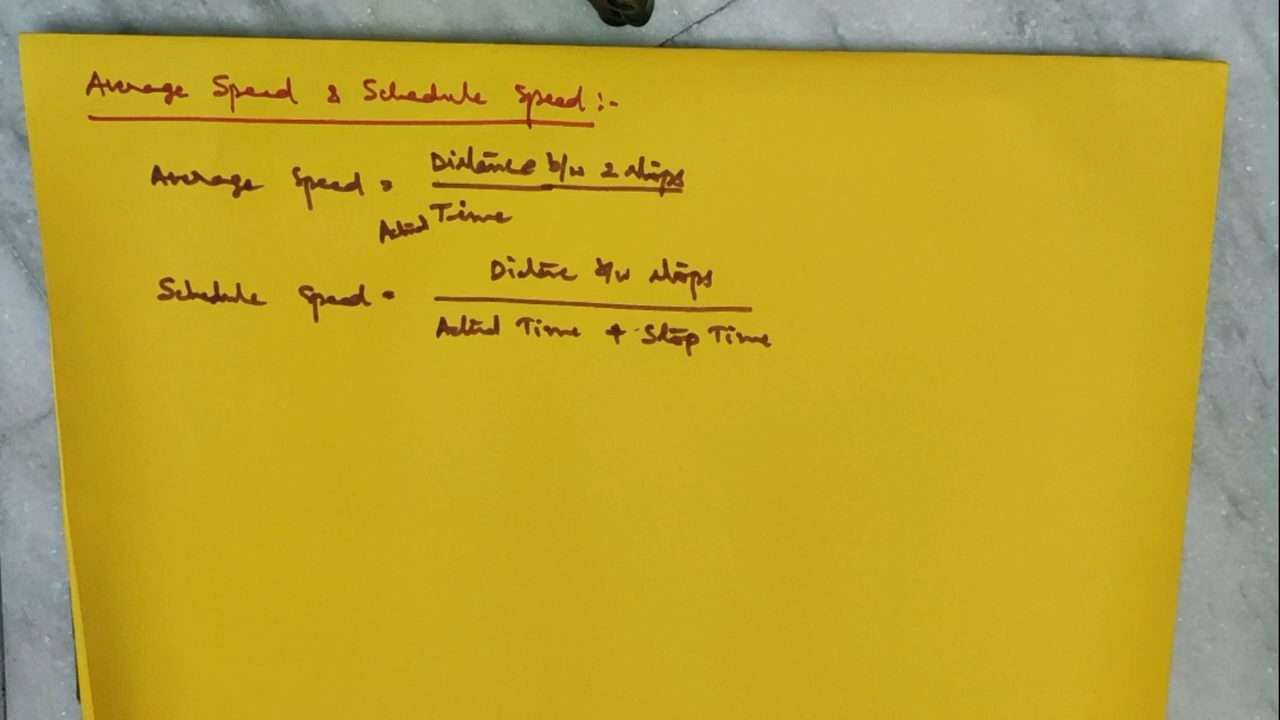 Average Speed & Schedule Speed :-
Average Speed = Distance b/w 2 stops
Actual Time
Schedule Speed = Distance b/w stops
Actual Time + Stop Time